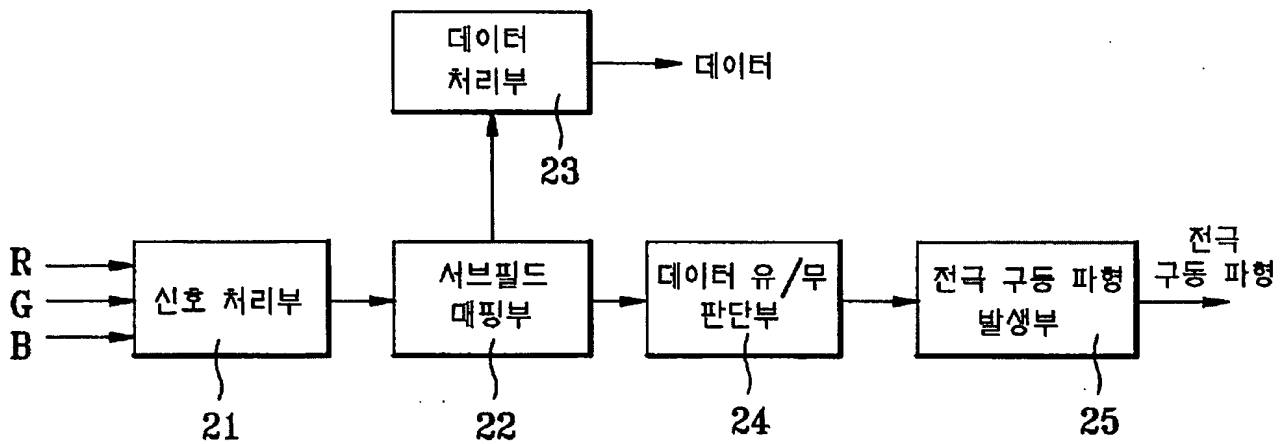 데이터
처리부
데이터
23
R
G
B
신호 처리부
서브필드
매핑부
데이터 유/무
판단부
전극 구동 파형
발생부
전극
구동 파형
21
22
24
25